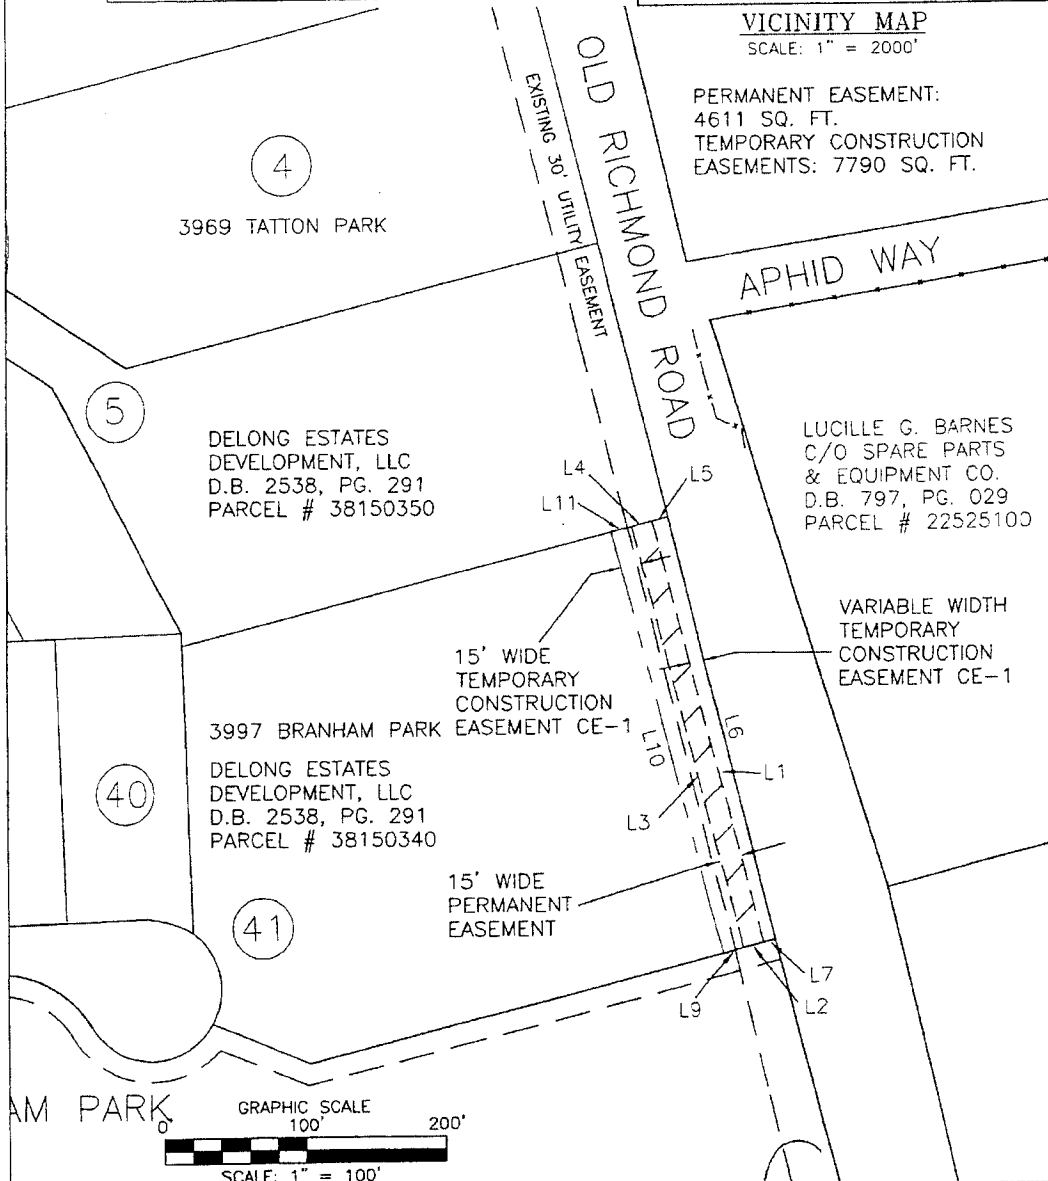 VICINITY MAP
SCALE: 1" = 2000'
PERMANENT EASEMENT:
4611 SQ. FT.
TEMPORARY CONSTRUCTION
EASEMENTS: 7790 SQ. FT.
OLD RICHMOND ROAD
EXISTING 30' UTILITY EASEMENT
4
3969 TATTON PARK
APHID WAY
5
DELONG ESTATES
DEVELOPMENT, LLC
D.B. 2538, PG. 291
PARCEL # 38150350
LUCILLE G. BARNES
C/O SPARE PARTS
& EQUIPMENT CO.
D.B. 797, PG. 029
PARCEL # 22525100
L4
L5
L11
VARIABLE WIDTH
TEMPORARY
CONSTRUCTION
EASEMENT CE-1
15' WIDE
TEMPORARY
CONSTRUCTION
EASEMENT CE-1
3997 BRANHAM PARK
L10
L6
L1
L3
DELONG ESTATES
DEVELOPMENT, LLC
D.B. 2538, PG. 291
PARCEL # 38150340
40
15' WIDE
PERMANENT
EASEMENT
41
L7
L9
L2
AM PARK
GRAPHIC SCALE
0' 100' 200'
SCALE: 1" = 100'